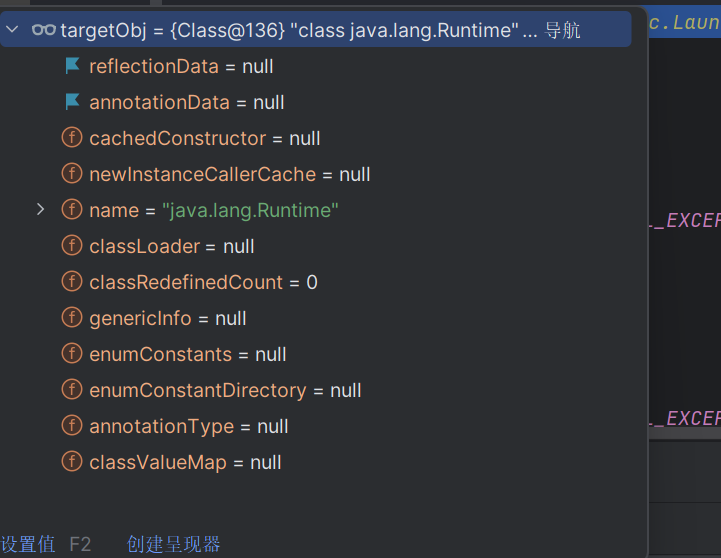 targetObj = {Class@136} "class java.lang.Runtime" ... 导航
c.Laun
reflectionData = null
annotationData = null
cachedConstructor = null
newInstanceCallerCache = null
name = "java.lang.Runtime"
L_EXCEP
classLoader = null
classRedefinedCount = 0
genericInfo = null
enumConstants = null
enumConstantDirectory = null
annotationType = null
L_EXCEP
classValueMap = null
设置值 F2 创建呈现器